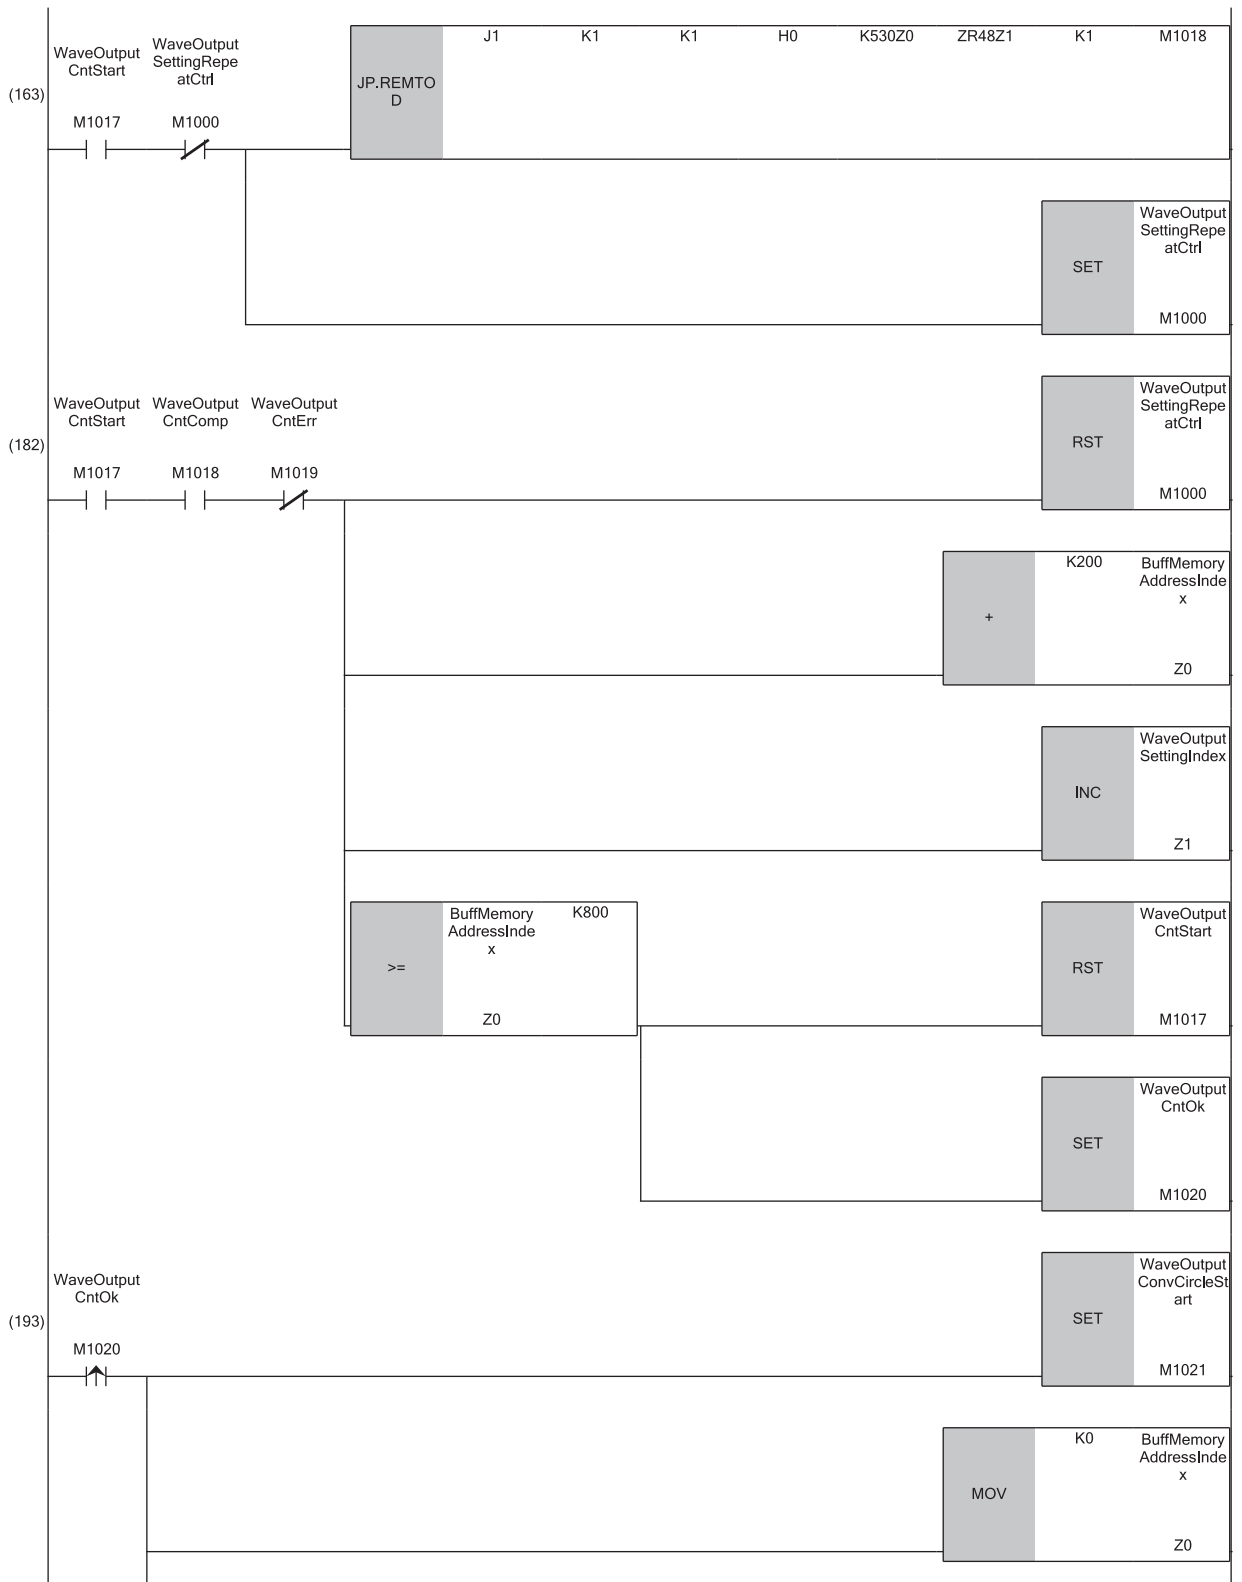 J1 K1 K1 H0 K530Z0 ZR48Z1 K1 M1018
WaveOutput
CntStart
WaveOutput
SettingRepe
atCtrl
(163)
JP.REMTO
D
M1017 M1000
WaveOutput
SettingRepe
atCtrl
SET
M1000
WaveOutput
CntStart
WaveOutput
CntComp
WaveOutput
CntErr
WaveOutput
SettingRepe
atCtrl
(182)
RST
M1017 M1018 M1019
M1000
K200
BuffMemory
AddressInde
x
+
Z0
WaveOutput
SettingIndex
INC
Z1
BuffMemory
AddressInde
x
K800
>=
Z0
WaveOutput
CntStart
RST
M1017
WaveOutput
CntOk
SET
M1020
WaveOutput
CntOk
WaveOutput
ConvCircleSt
art
(193)
SET
M1020
M1021
K0
BuffMemory
AddressInde
x
MOV
Z0